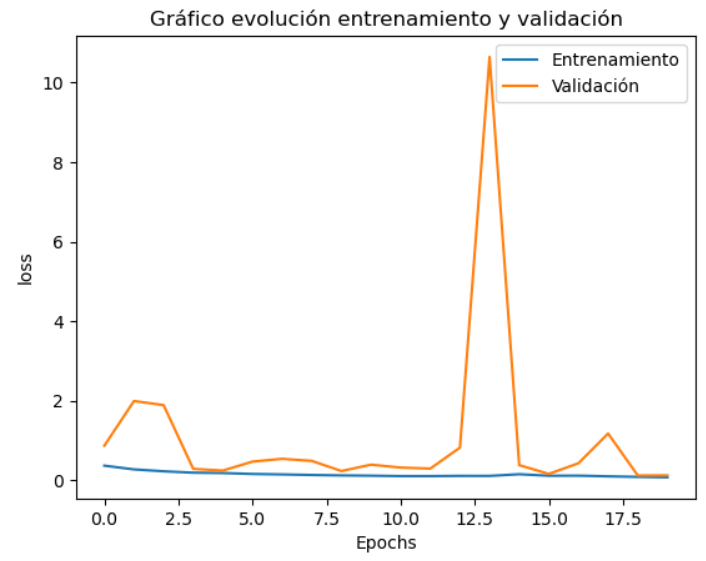 Gráfico evolución entrenamiento y validación
Entrenamiento
Validación
10
8
6
4
2
0
loss
0.0 2.5 5.0 7.5 10.0 12.5 15.0 17.5
Epochs